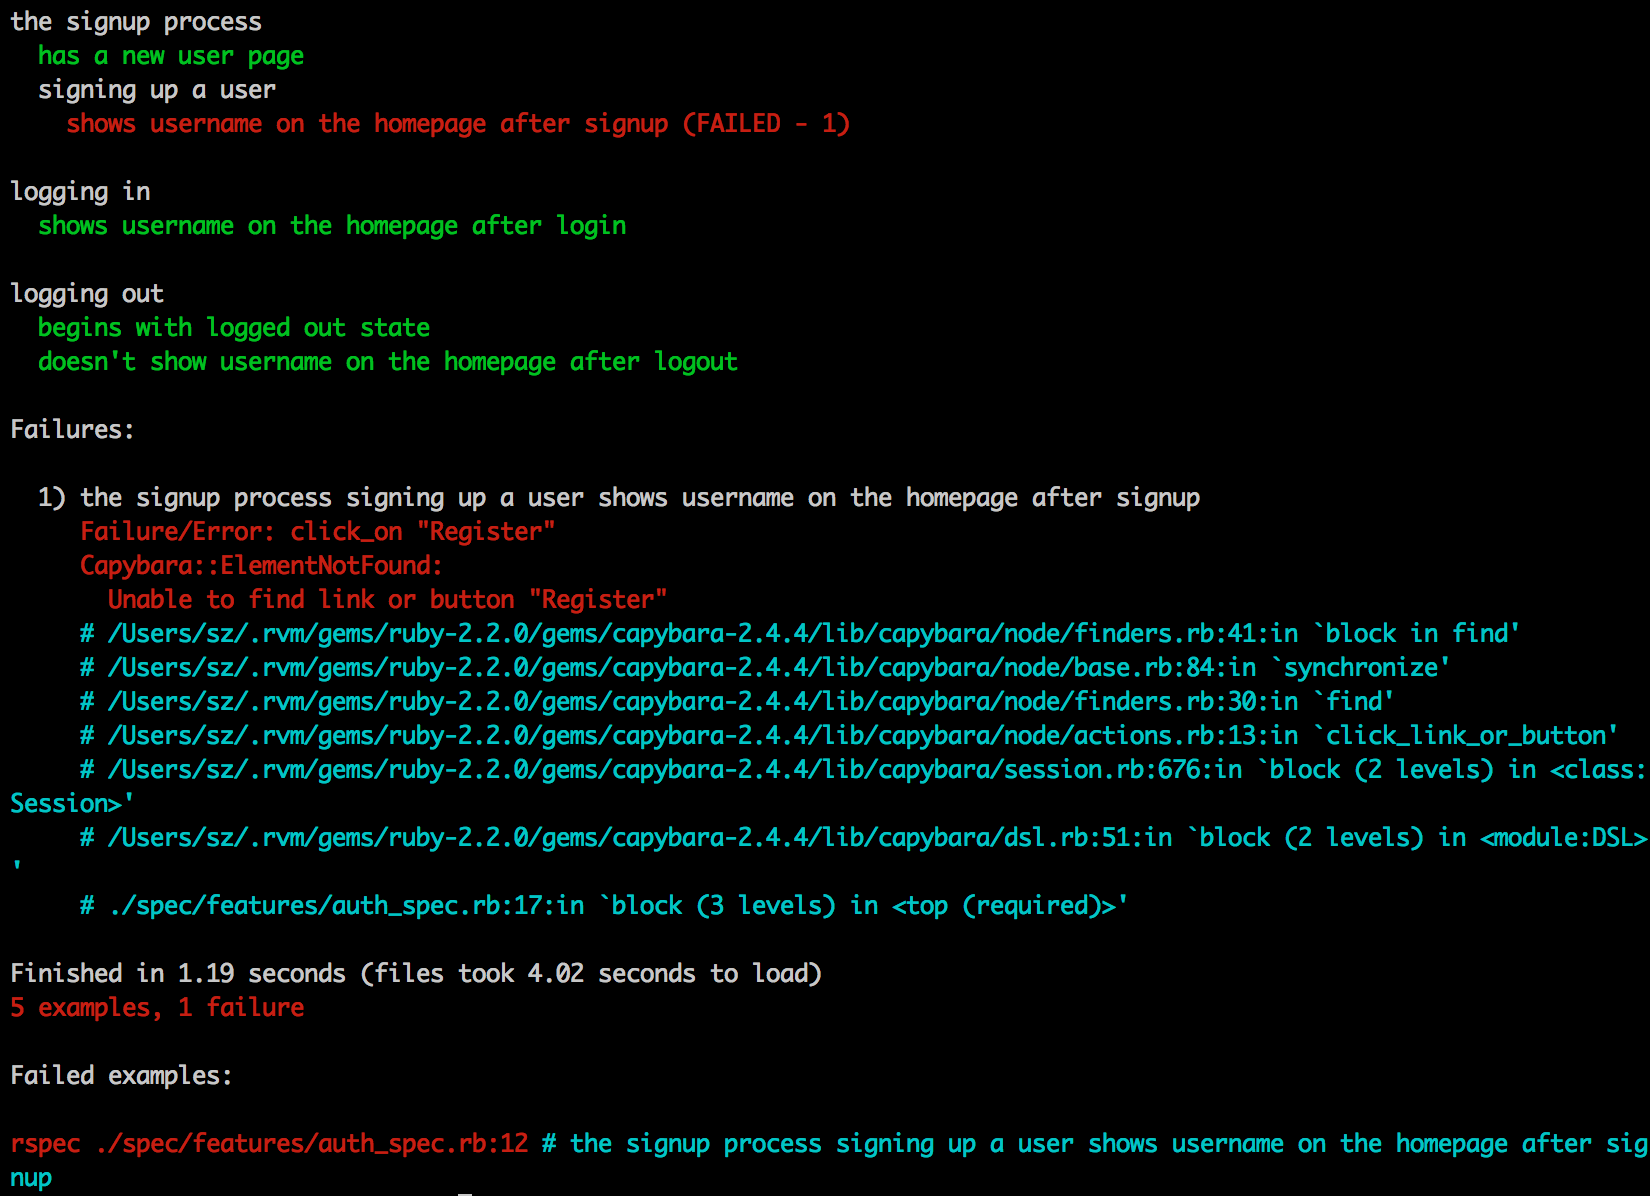 the signup process
  has a new user page
  signing up a user
    shows username on the homepage after signup (FAILED - 1)

logging in
  shows username on the homepage after login

logging out
  begins with logged out state
  doesn't show username on the homepage after logout

Failures:

  1) the signup process signing up a user shows username on the homepage after signup
     Failure/Error: click_on "Register"
     Capybara::ElementNotFound:
       Unable to find link or button "Register"
     # /Users/sz/.rvm/gems/ruby-2.2.0/gems/capybara-2.4.4/lib/capybara/node/finders.rb:41:in `block in find'
     # /Users/sz/.rvm/gems/ruby-2.2.0/gems/capybara-2.4.4/lib/capybara/node/base.rb:84:in `synchronize'
     # /Users/sz/.rvm/gems/ruby-2.2.0/gems/capybara-2.4.4/lib/capybara/node/finders.rb:30:in `find'
     # /Users/sz/.rvm/gems/ruby-2.2.0/gems/capybara-2.4.4/lib/capybara/node/actions.rb:13:in `click_link_or_button'
     # /Users/sz/.rvm/gems/ruby-2.2.0/gems/capybara-2.4.4/lib/capybara/session.rb:676:in `block (2 levels) in <class:
Session>'
     # /Users/sz/.rvm/gems/ruby-2.2.0/gems/capybara-2.4.4/lib/capybara/dsl.rb:51:in `block (2 levels) in <module:DSL>
'
     # ./spec/features/auth_spec.rb:17:in `block (3 levels) in <top (required)>'

Finished in 1.19 seconds (files took 4.02 seconds to load)
5 examples, 1 failure

Failed examples:

rspec ./spec/features/auth_spec.rb:12 # the signup process signing up a user shows username on the homepage after sig
nup